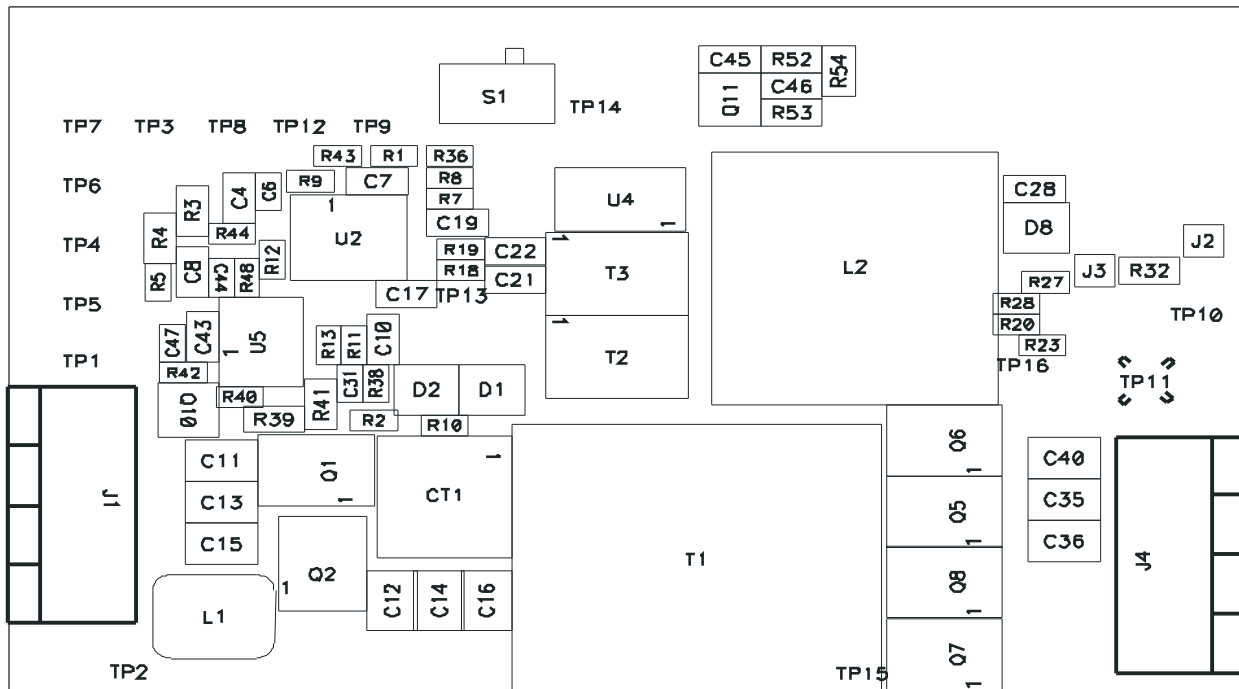 C45 R52 R54
C46
S1 Q11 R53
TP14
TP7 TP3 TP8 TP12 TP9
R43 R1 R36
TP6 C4 C6 R9 C7 R8
R3 R7 U4 C28
1 C19 1
R4 R44 U2 D8
TP4 R12 R19 C22 1 J2
C3 T3 L2
R5 C44 R48 R18 C21 J3 R32
R27
C17 TP13
TP5 R28
TP10
C47 C43 1 U5 R13 R11 C10 1 R20
R23
TP1 T2 TP16
R42 C31 R38 TP11
D2 D1
Q10 R40 R41
R39 R2 R10
Q6
C11 Q1 1 1 C40
1
J1 C13 CT1 Q5 C35
1
C15 C36
T1 J4
Q2 Q8
1 C12 C14 C16 1
L1
Q7
TP2 TP15 1